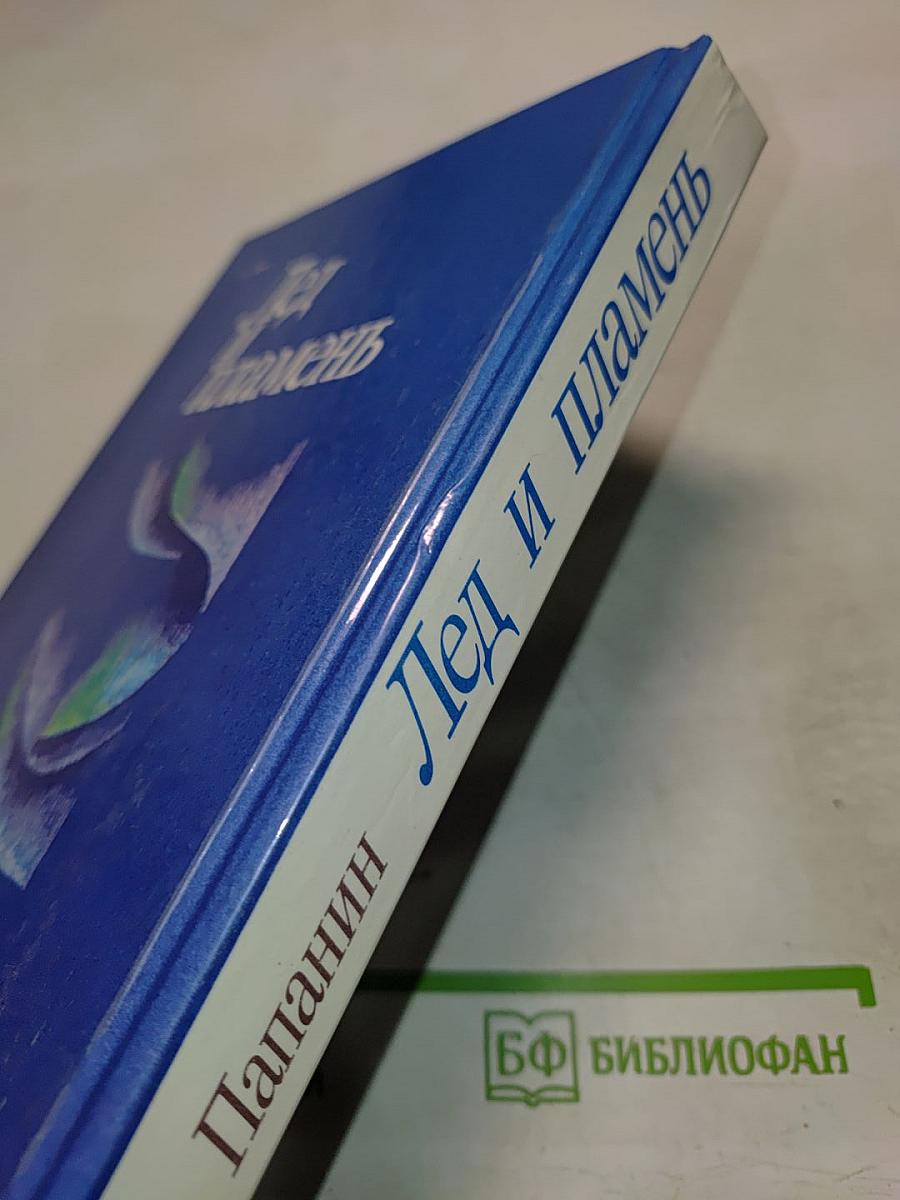 Лед
и
пламень
Папанин
Лед и пламень
БФ БИБЛИОФАН